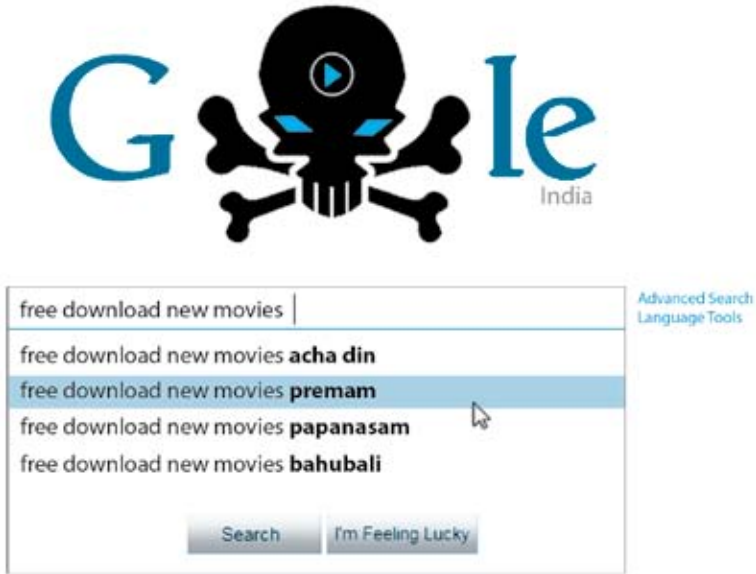 G le
India
free download new movies
Advanced Search
Language Tools
free download new movies acha din
free download new movies premam
free download new movies papanasam
free download new movies bahubali
Search
I'm Feeling Lucky